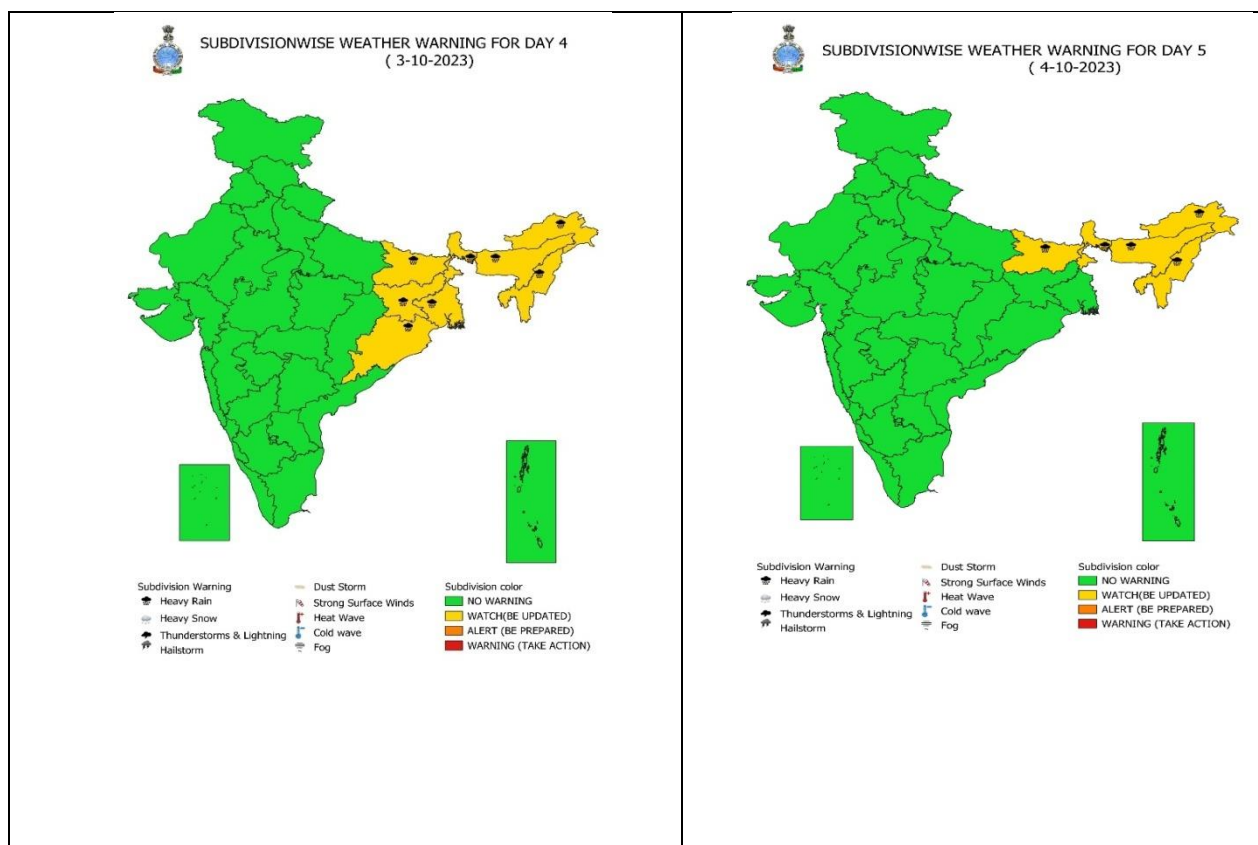 SUBDIVISIONWISE WEATHER WARNING FOR DAY 4
( 3-10-2023)
Subdivision Warning
Heavy Rain
Heavy Snow
Thunderstorms & Lightning
Hailstorm
Dust Storm
Strong Surface Winds
Heat Wave
Cold wave
Fog
Subdivision color
NO WARNING
WATCH(BE UPDATED)
ALERT (BE PREPARED)
WARNING (TAKE ACTION)
SUBDIVISIONWISE WEATHER WARNING FOR DAY 5
( 4-10-2023)
Subdivision Warning
Heavy Rain
Heavy Snow
Thunderstorms & Lightning
Hailstorm
Dust Storm
Strong Surface Winds
Heat Wave
Cold wave
Fog
Subdivision color
NO WARNING
WATCH(BE UPDATED)
ALERT (BE PREPARED)
WARNING (TAKE ACTION)